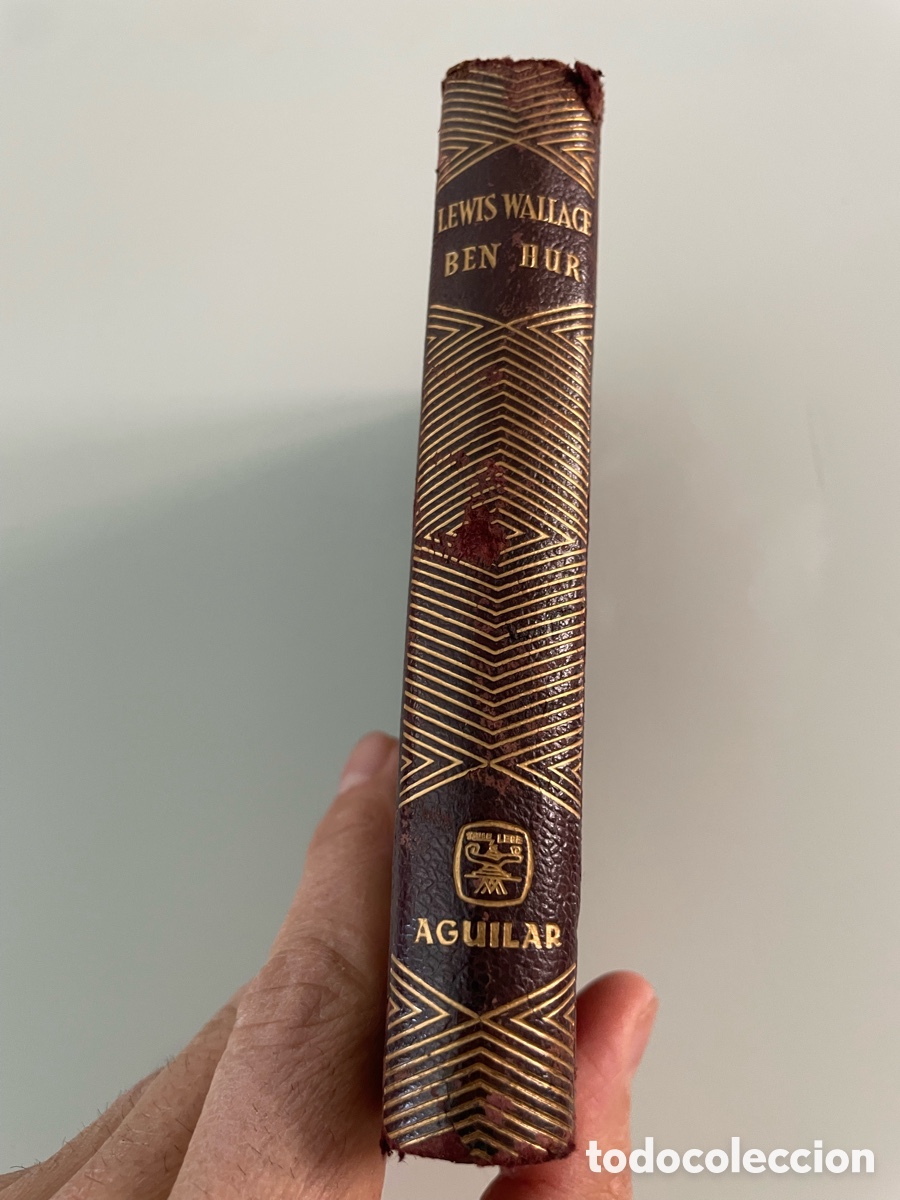 LEWIS WALLACE
BEN HUR
AGUILAR
todocoleccion